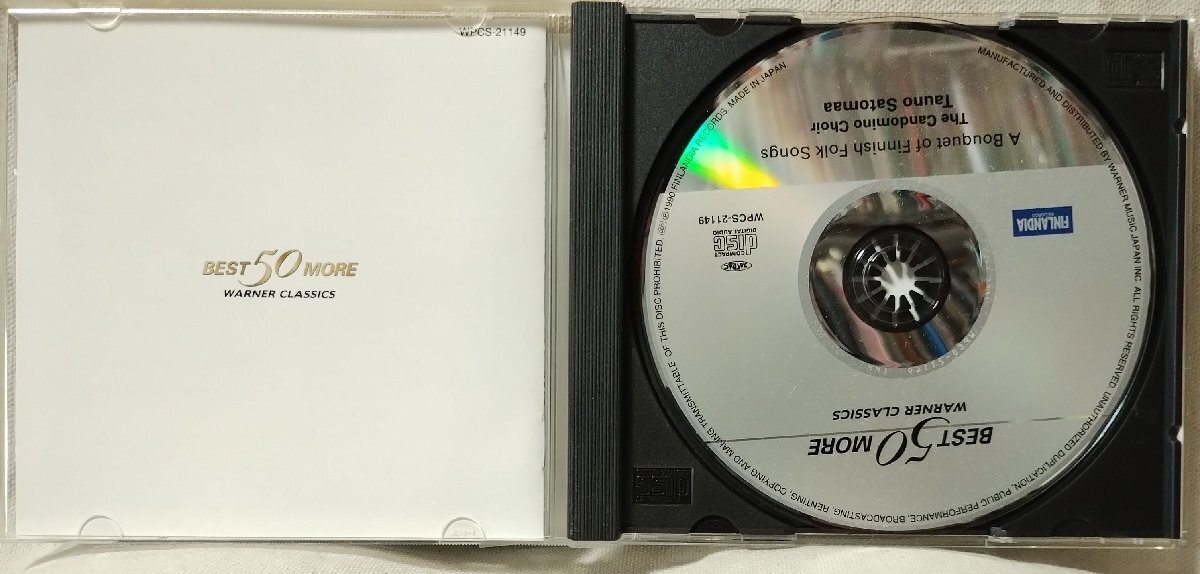 WPCS-21149
BEST 50 MORE
WARNER CLASSICS
A Bouquet of Finnish Folk Songs
The Candomino Choir
Tauno Satomaa
FINLANDIA
RECORDS
WPCS-21149
COMPACT
disc
DIGITAL AUDIO
BEST 50 MORE
WARNER CLASSICS
MANUFACTURED AND DISTRIBUTED BY WARNER MUSIC JAPAN INC. ALL RIGHTS RESERVED. UNAUTHORIZED DUPLICATION, PUBLIC PERFORMANCE, BROADCASTING, RENTING, COPYING AND MAKING TRANSMITTABLE OF THIS DISC PROHIBITED. ℗1990 FINLANDIA RECORDS. MADE IN JAPAN.